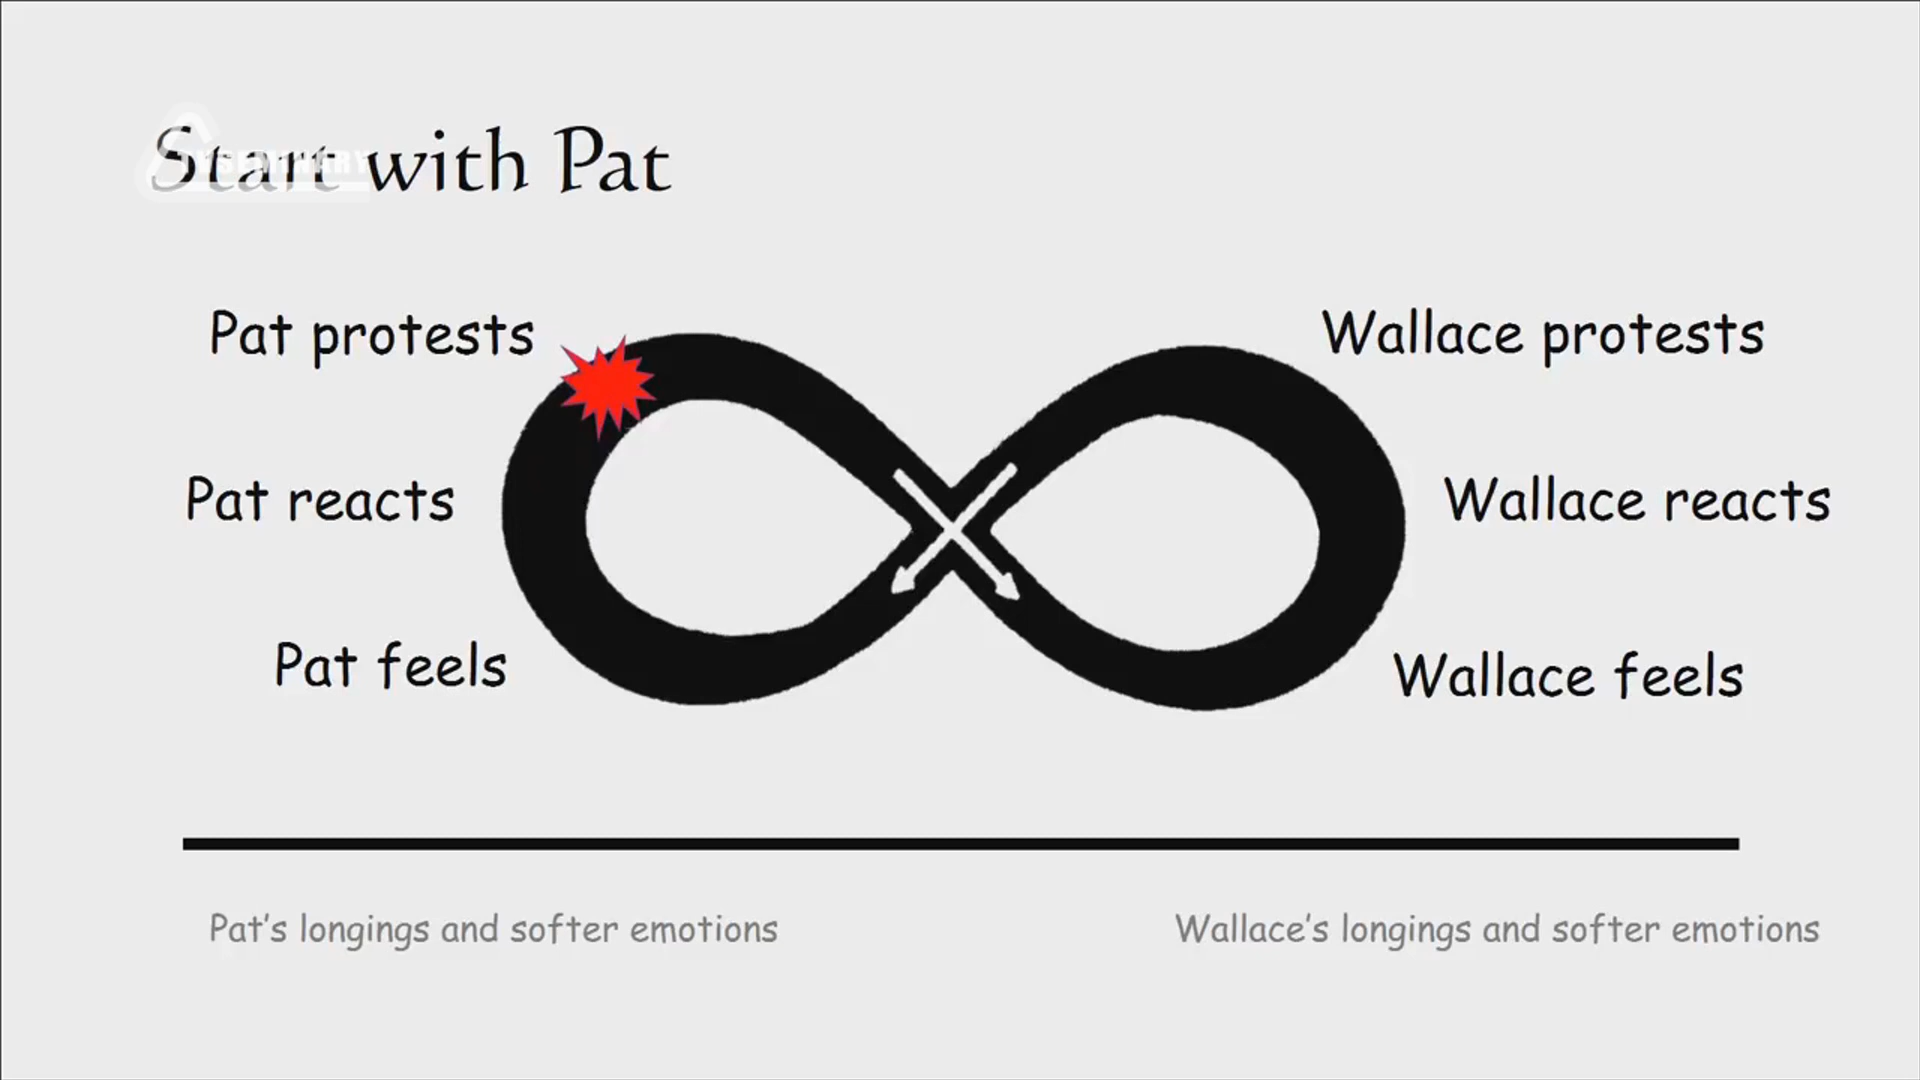 Start with Pat
Pat protests
Wallace protests
Pat reacts
Wallace reacts
Pat feels
Wallace feels
Pat's longings and softer emotions
Wallace's longings and softer emotions